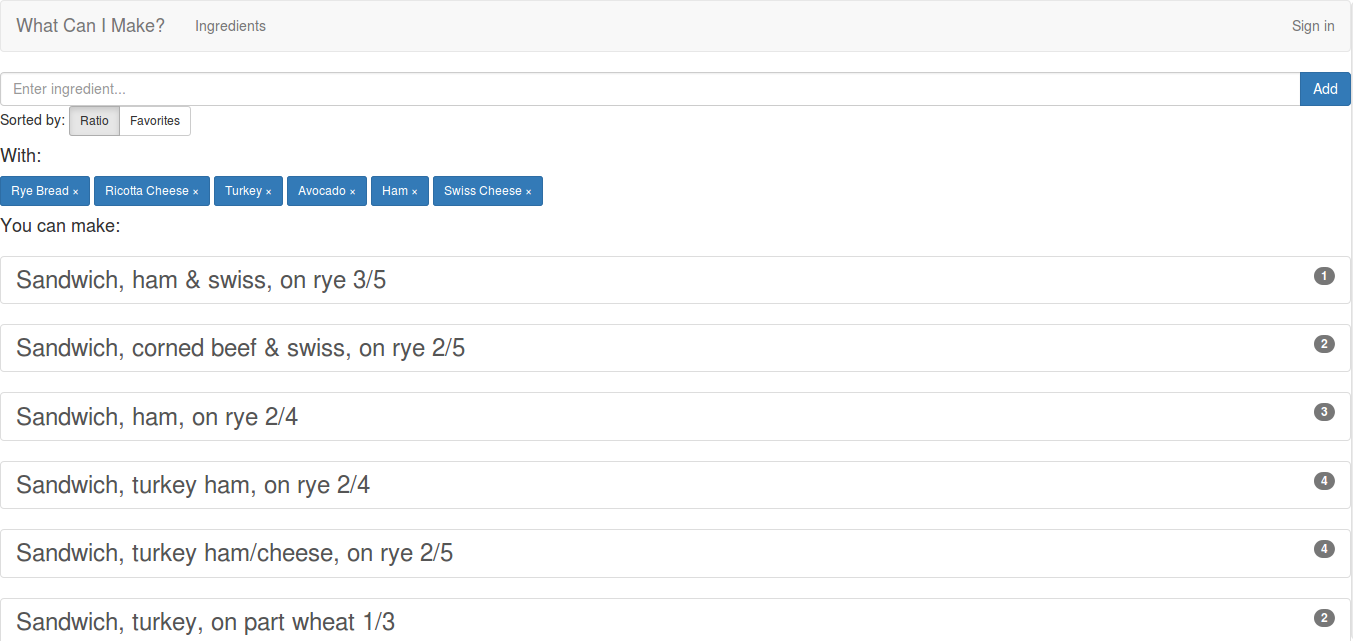 What Can I Make? Ingredients Sign in
Enter ingredient... Add
Sorted by: Ratio Favorites
With:
Rye Bread × Ricotta Cheese × Turkey × Avocado × Ham × Swiss Cheese ×
You can make:
Sandwich, ham & swiss, on rye 3/5 1
Sandwich, corned beef & swiss, on rye 2/5 2
Sandwich, ham, on rye 2/4 3
Sandwich, turkey ham, on rye 2/4 4
Sandwich, turkey ham/cheese, on rye 2/5 4
Sandwich, turkey, on part wheat 1/3 2